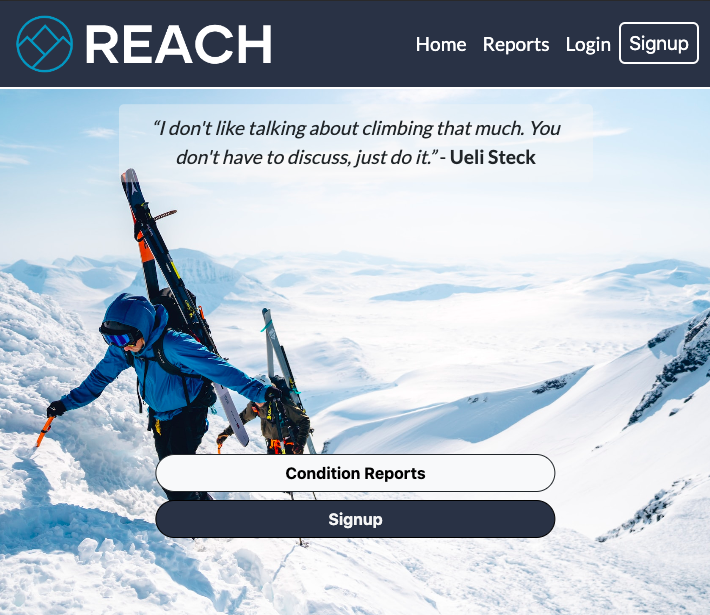 REACH
Home Reports Login Signup
“I don't like talking about climbing that much. You
don't have to discuss, just do it.” - Ueli Steck
Condition Reports
Signup